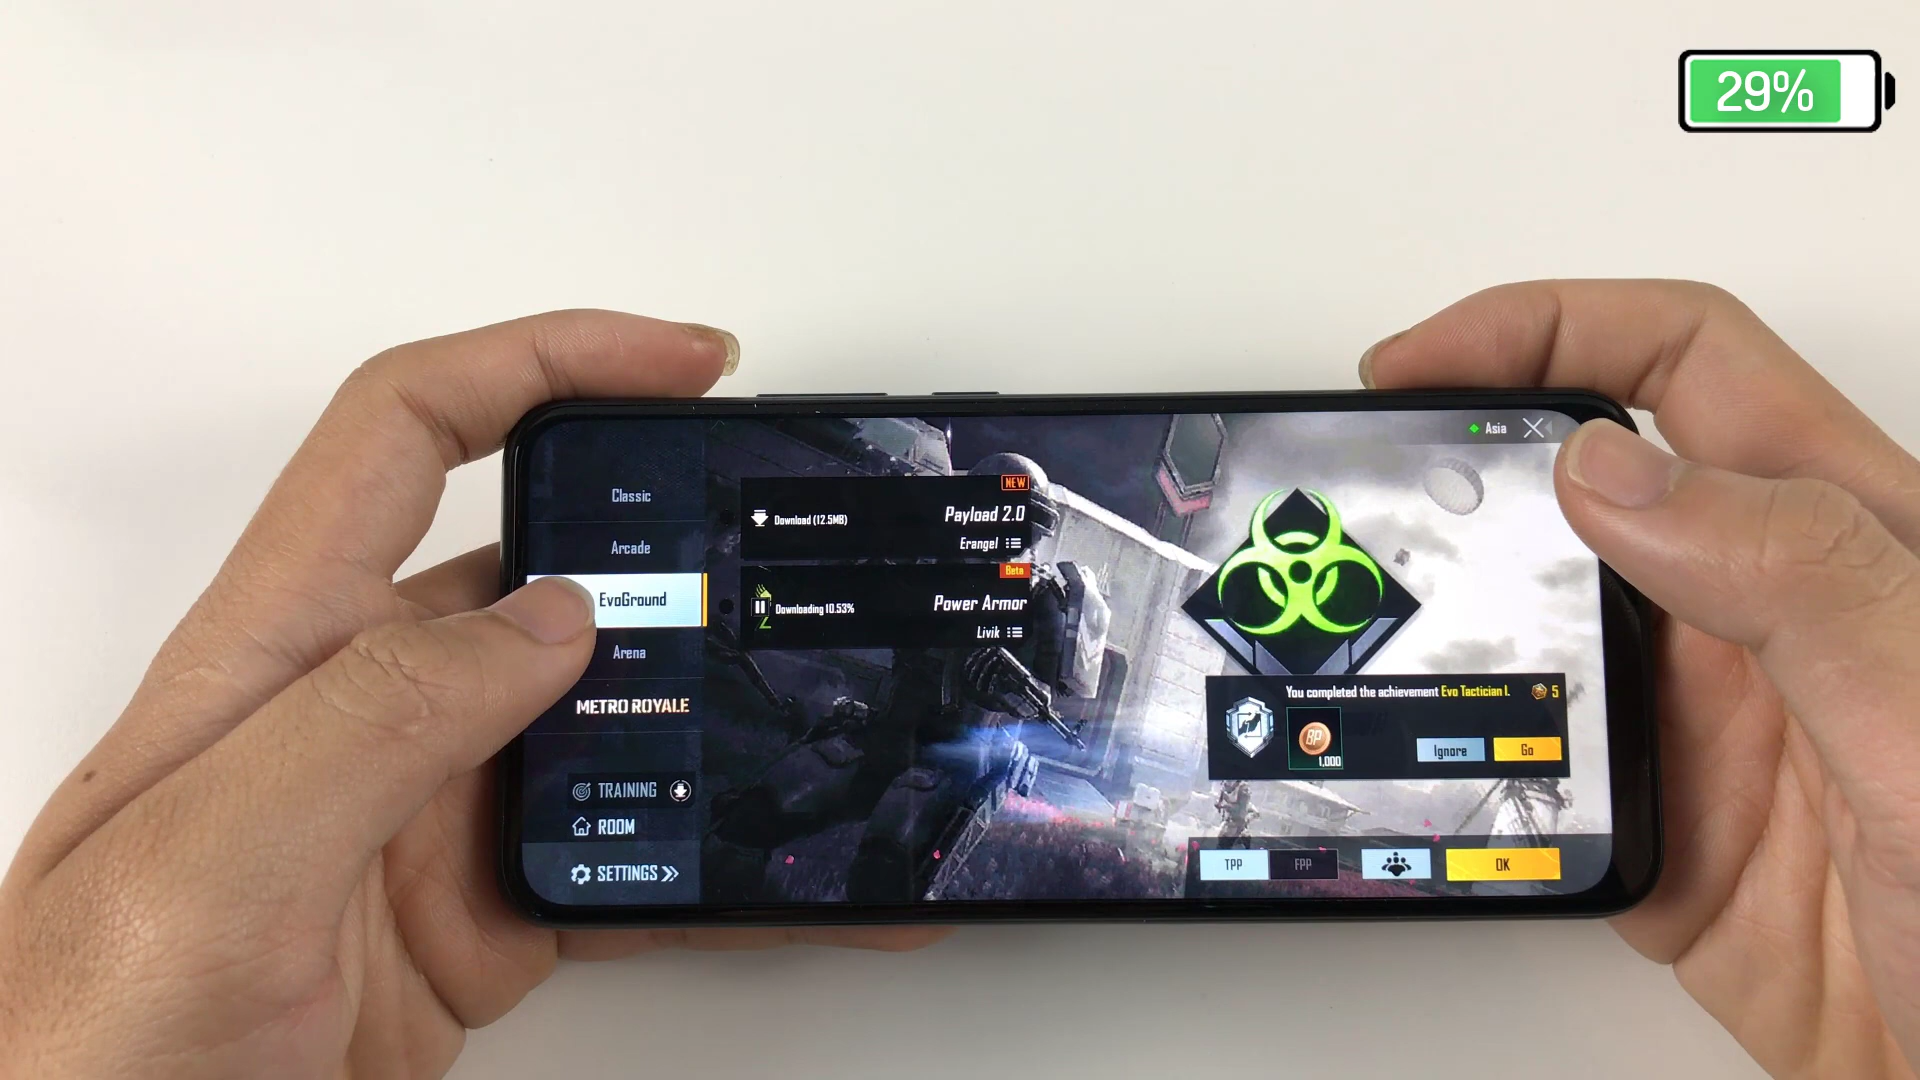 29%
Asia
Classic
Arcade
EvoGround
Arena
METRO ROYALE
TRAINING
ROOM
SETTINGS
NEW
Download (12.5MB)
Payload 2.0
Erangel
Beta
Downloading 10.53%
Power Armor
Livik
You completed the achievement Evo Tactician I.
5
BP
1,000
Ignore
Go
TPP
FPP
OK